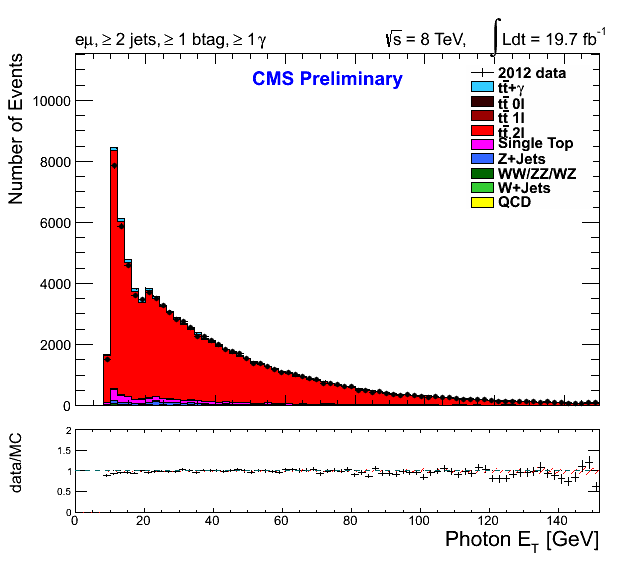 eμ, ≥ 2 jets, ≥ 1 btag, ≥ 1 γ √s = 8 TeV, ∫ Ldt = 19.7 fb⁻¹
CMS Preliminary
2012 data
tt̄+γ
tt̄ 0l
tt̄ 1l
tt̄ 2l
Single Top
Z+Jets
WW/ZZ/WZ
W+Jets
QCD
Number of Events
10000
8000
6000
4000
2000
0
data/MC
2
1.5
1
0.5
0
0 20 40 60 80 100 120 140
Photon E_T [GeV]